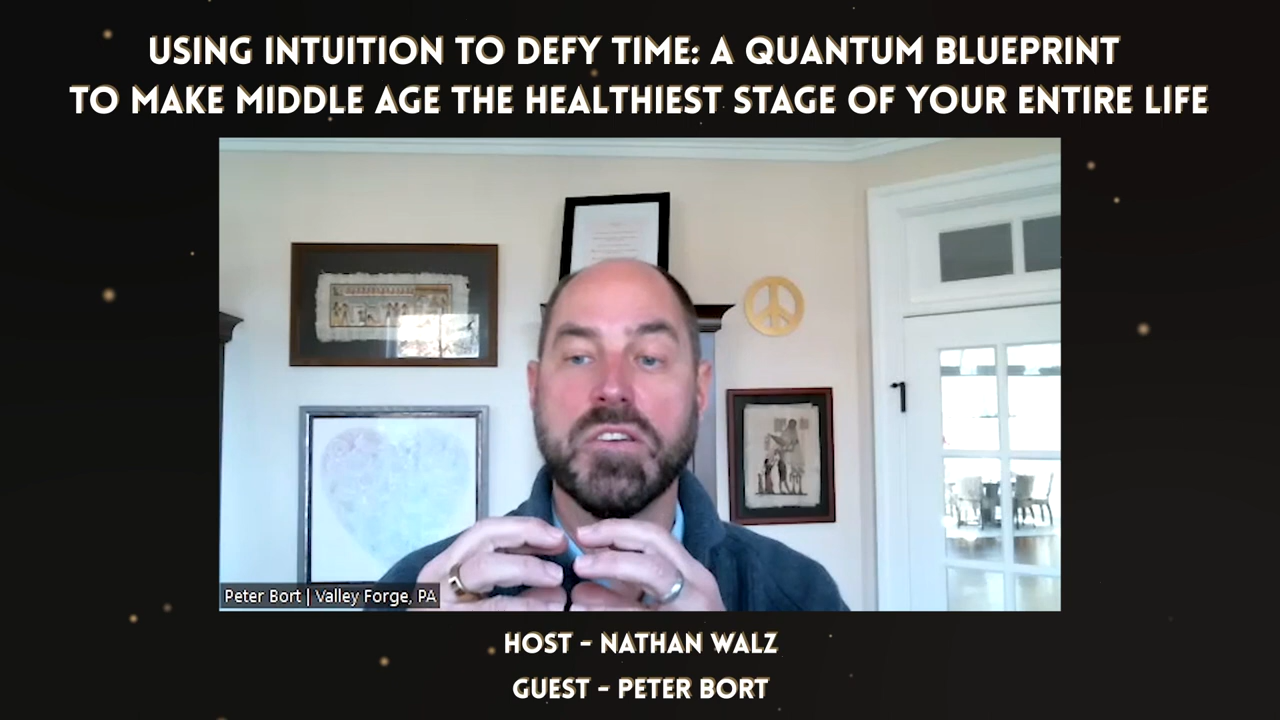 USING INTUITION TO DEFY TIME: A QUANTUM BLUEPRINT
TO MAKE MIDDLE AGE THE HEALTHIEST STAGE OF YOUR ENTIRE LIFE
Peter Bort | Valley Forge, PA
HOST - NATHAN WALZ
GUEST - PETER BORT